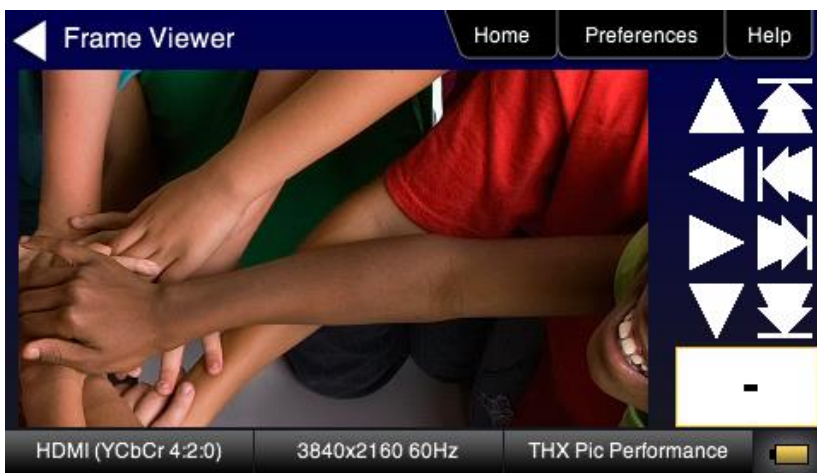 Frame Viewer
Home
Preferences
Help
-
HDMI (YCbCr 4:2:0)
3840x2160 60Hz
THX Pic Performance